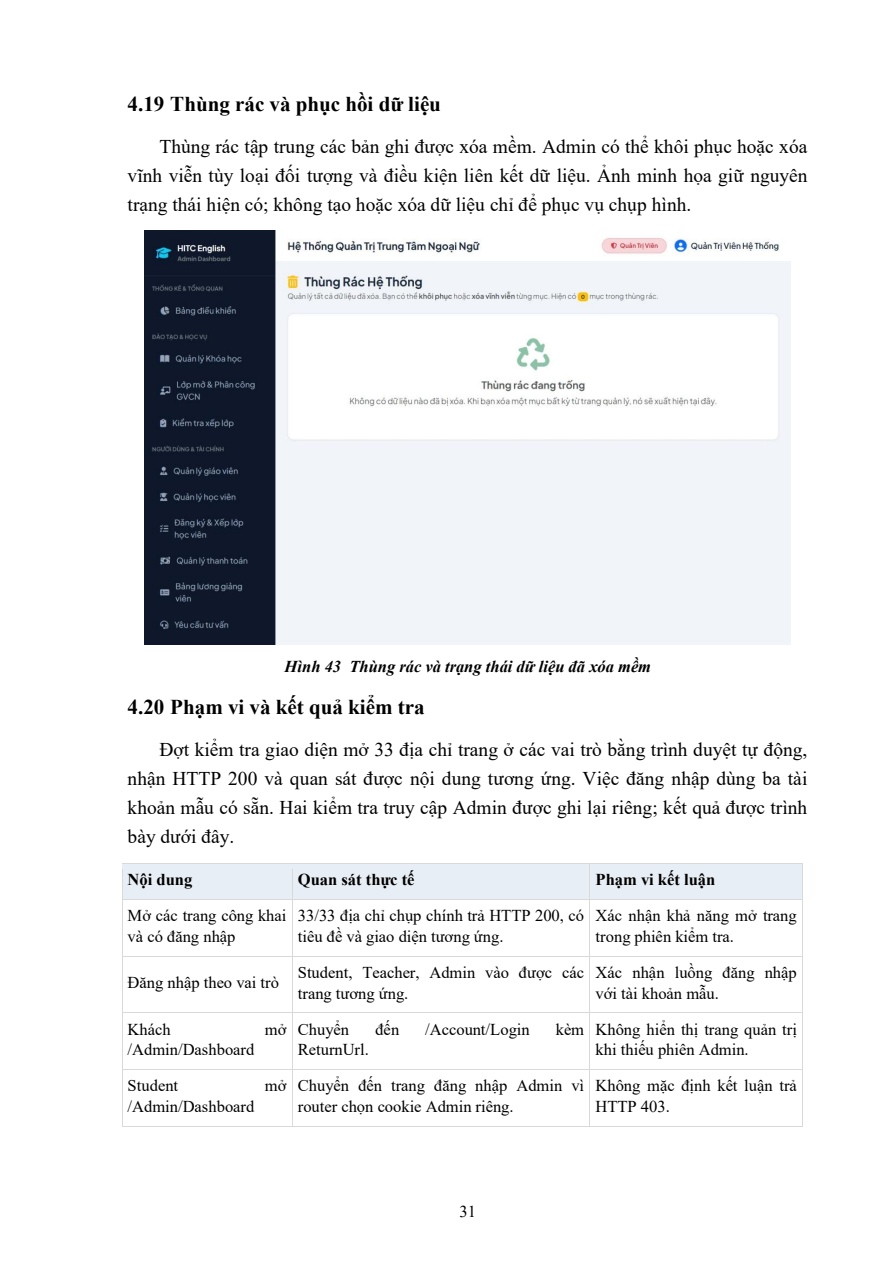 4.19 Thùng rác và phục hồi dữ liệu
Thùng rác tập trung các bản ghi được xóa mềm. Admin có thể khôi phục hoặc xóa
vĩnh viễn tùy loại đối tượng và điều kiện liên kết dữ liệu. Ảnh minh họa giữ nguyên
trạng thái hiện có; không tạo hoặc xóa dữ liệu chỉ để phục vụ chụp hình.
HITC English
Admin Dashboard
THỐNG KÊ & TỔNG QUAN
Bảng điều khiển
ĐÀO TẠO & HỌC VỤ
Quản lý Khóa học
Lớp mở & Phân công
GVCN
Kiểm tra xếp lớp
NGƯỜI DÙNG & TÀI CHÍNH
Quản lý giáo viên
Quản lý học viên
Đăng ký & Xếp lớp
học viên
Quản lý thanh toán
Bảng lương giảng
viên
Yêu cầu tư vấn
Hệ Thống Quản Trị Trung Tâm Ngoại Ngữ
Quản Trị Viên
Quản Trị Viên Hệ Thống
Thùng Rác Hệ Thống
Quản lý tất cả dữ liệu đã xóa. Bạn có thể khôi phục hoặc xóa vĩnh viễn từng mục. Hiện có 0 mục trong thùng rác.
Thùng rác đang trống
Không có dữ liệu nào đã bị xóa. Khi bạn xóa một mục bất kỳ từ trang quản lý, nó sẽ xuất hiện tại đây.
Hình 43 Thùng rác và trạng thái dữ liệu đã xóa mềm
4.20 Phạm vi và kết quả kiểm tra
Đợt kiểm tra giao diện mở 33 địa chỉ trang ở các vai trò bằng trình duyệt tự động,
nhận HTTP 200 và quan sát được nội dung tương ứng. Việc đăng nhập dùng ba tài
khoản mẫu có sẵn. Hai kiểm tra truy cập Admin được ghi lại riêng; kết quả được trình
bày dưới đây.
Nội dung
Quan sát thực tế
Phạm vi kết luận
Mở các trang công khai
và có đăng nhập
33/33 địa chỉ chụp chính trả HTTP 200, có
tiêu đề và giao diện tương ứng.
Xác nhận khả năng mở trang
trong phiên kiểm tra.
Đăng nhập theo vai trò
Student, Teacher, Admin vào được các
trang tương ứng.
Xác nhận luồng đăng nhập
với tài khoản mẫu.
Khách mở
/Admin/Dashboard
Chuyển đến /Account/Login kèm
ReturnUrl.
Không hiển thị trang quản trị
khi thiếu phiên Admin.
Student mở
/Admin/Dashboard
Chuyển đến trang đăng nhập Admin vì
router chọn cookie Admin riêng.
Không mặc định kết luận trả
HTTP 403.
31